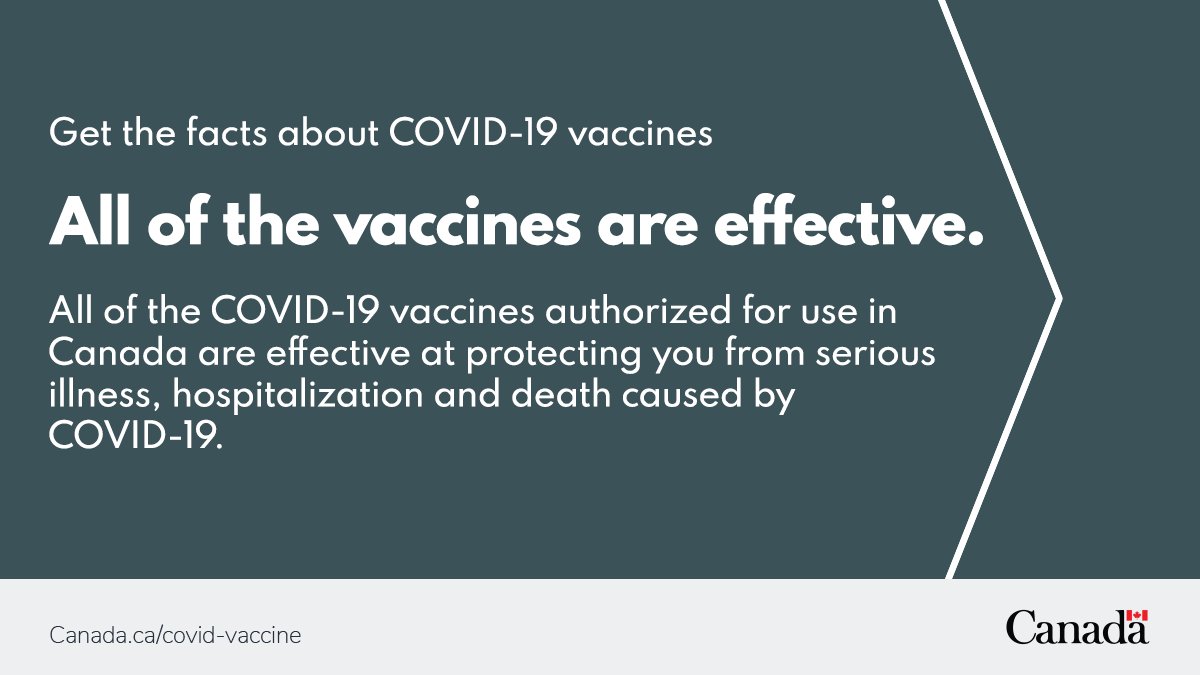 Get the facts about COVID-19 vaccines
All of the vaccines are effective.
All of the COVID-19 vaccines authorized for use in
Canada are effective at protecting you from serious
illness, hospitalization and death caused by
COVID-19.
Canada.ca/covid-vaccine
Canada